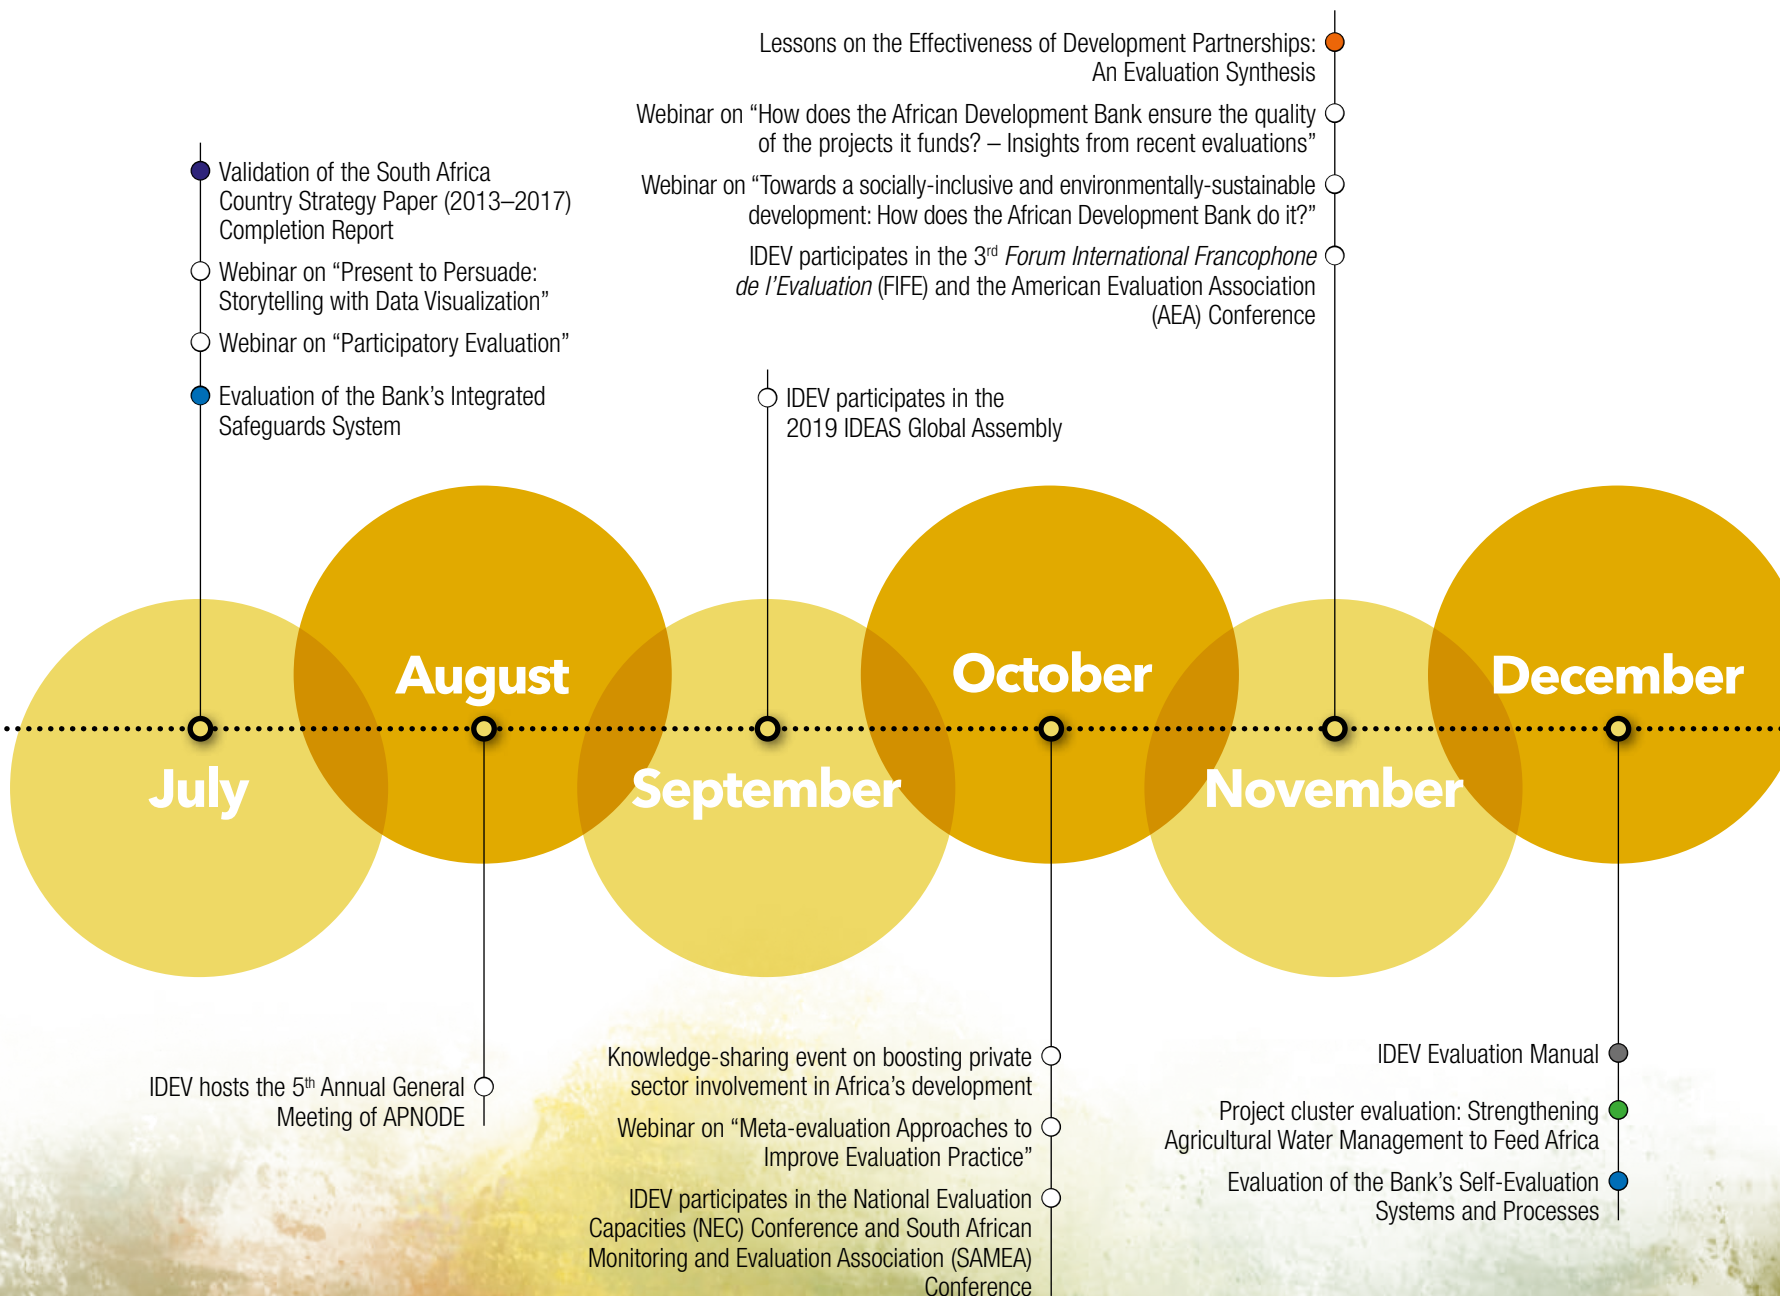 Lessons on the Effectiveness of Development Partnerships:
An Evaluation Synthesis
Webinar on “How does the African Development Bank ensure the quality
of the projects it funds? – Insights from recent evaluations”
Webinar on “Towards a socially-inclusive and environmentally-sustainable
development: How does the African Development Bank do it?”
IDEV participates in the 3rd Forum International Francophone
de l’Evaluation (FIFE) and the American Evaluation Association
(AEA) Conference
Validation of the South Africa
Country Strategy Paper (2013–2017)
Completion Report
Webinar on “Present to Persuade:
Storytelling with Data Visualization”
Webinar on “Participatory Evaluation”
Evaluation of the Bank’s Integrated
Safeguards System
IDEV participates in the
2019 IDEAS Global Assembly
July
August
September
October
November
December
IDEV hosts the 5th Annual General
Meeting of APNODE
Knowledge-sharing event on boosting private
sector involvement in Africa’s development
Webinar on “Meta-evaluation Approaches to
Improve Evaluation Practice”
IDEV participates in the National Evaluation
Capacities (NEC) Conference and South African
Monitoring and Evaluation Association (SAMEA)
Conference
IDEV Evaluation Manual
Project cluster evaluation: Strengthening
Agricultural Water Management to Feed Africa
Evaluation of the Bank’s Self-Evaluation
Systems and Processes